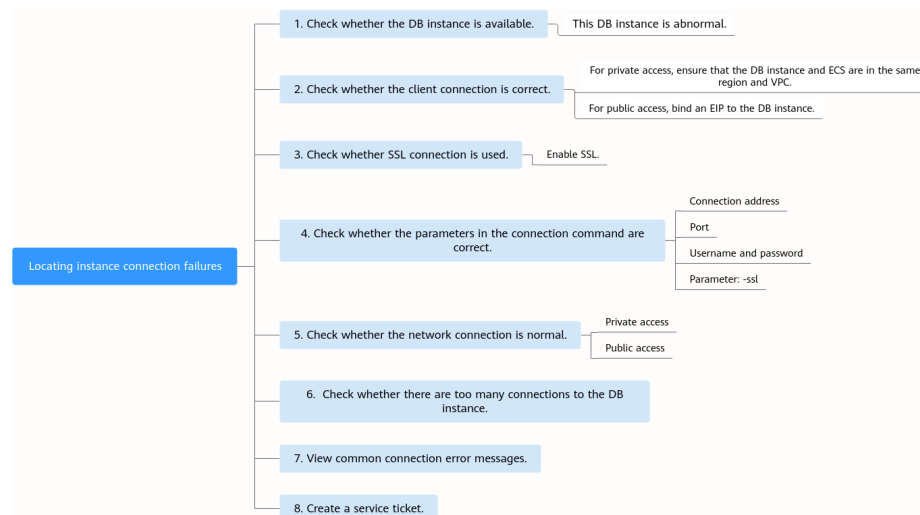 1. Check whether the DB instance is available.
This DB instance is abnormal.
2. Check whether the client connection is correct.
For private access, ensure that the DB instance and ECS are in the same
region and VPC.
For public access, bind an EIP to the DB instance.
3. Check whether SSL connection is used.
Enable SSL.
4. Check whether the parameters in the connection command are
correct.
Connection address
Port
Username and password
Parameter: -ssl
Locating instance connection failures
5. Check whether the network connection is normal.
Private access
Public access
6. Check whether there are too many connections to the DB
instance.
7. View common connection error messages.
8. Create a service ticket.